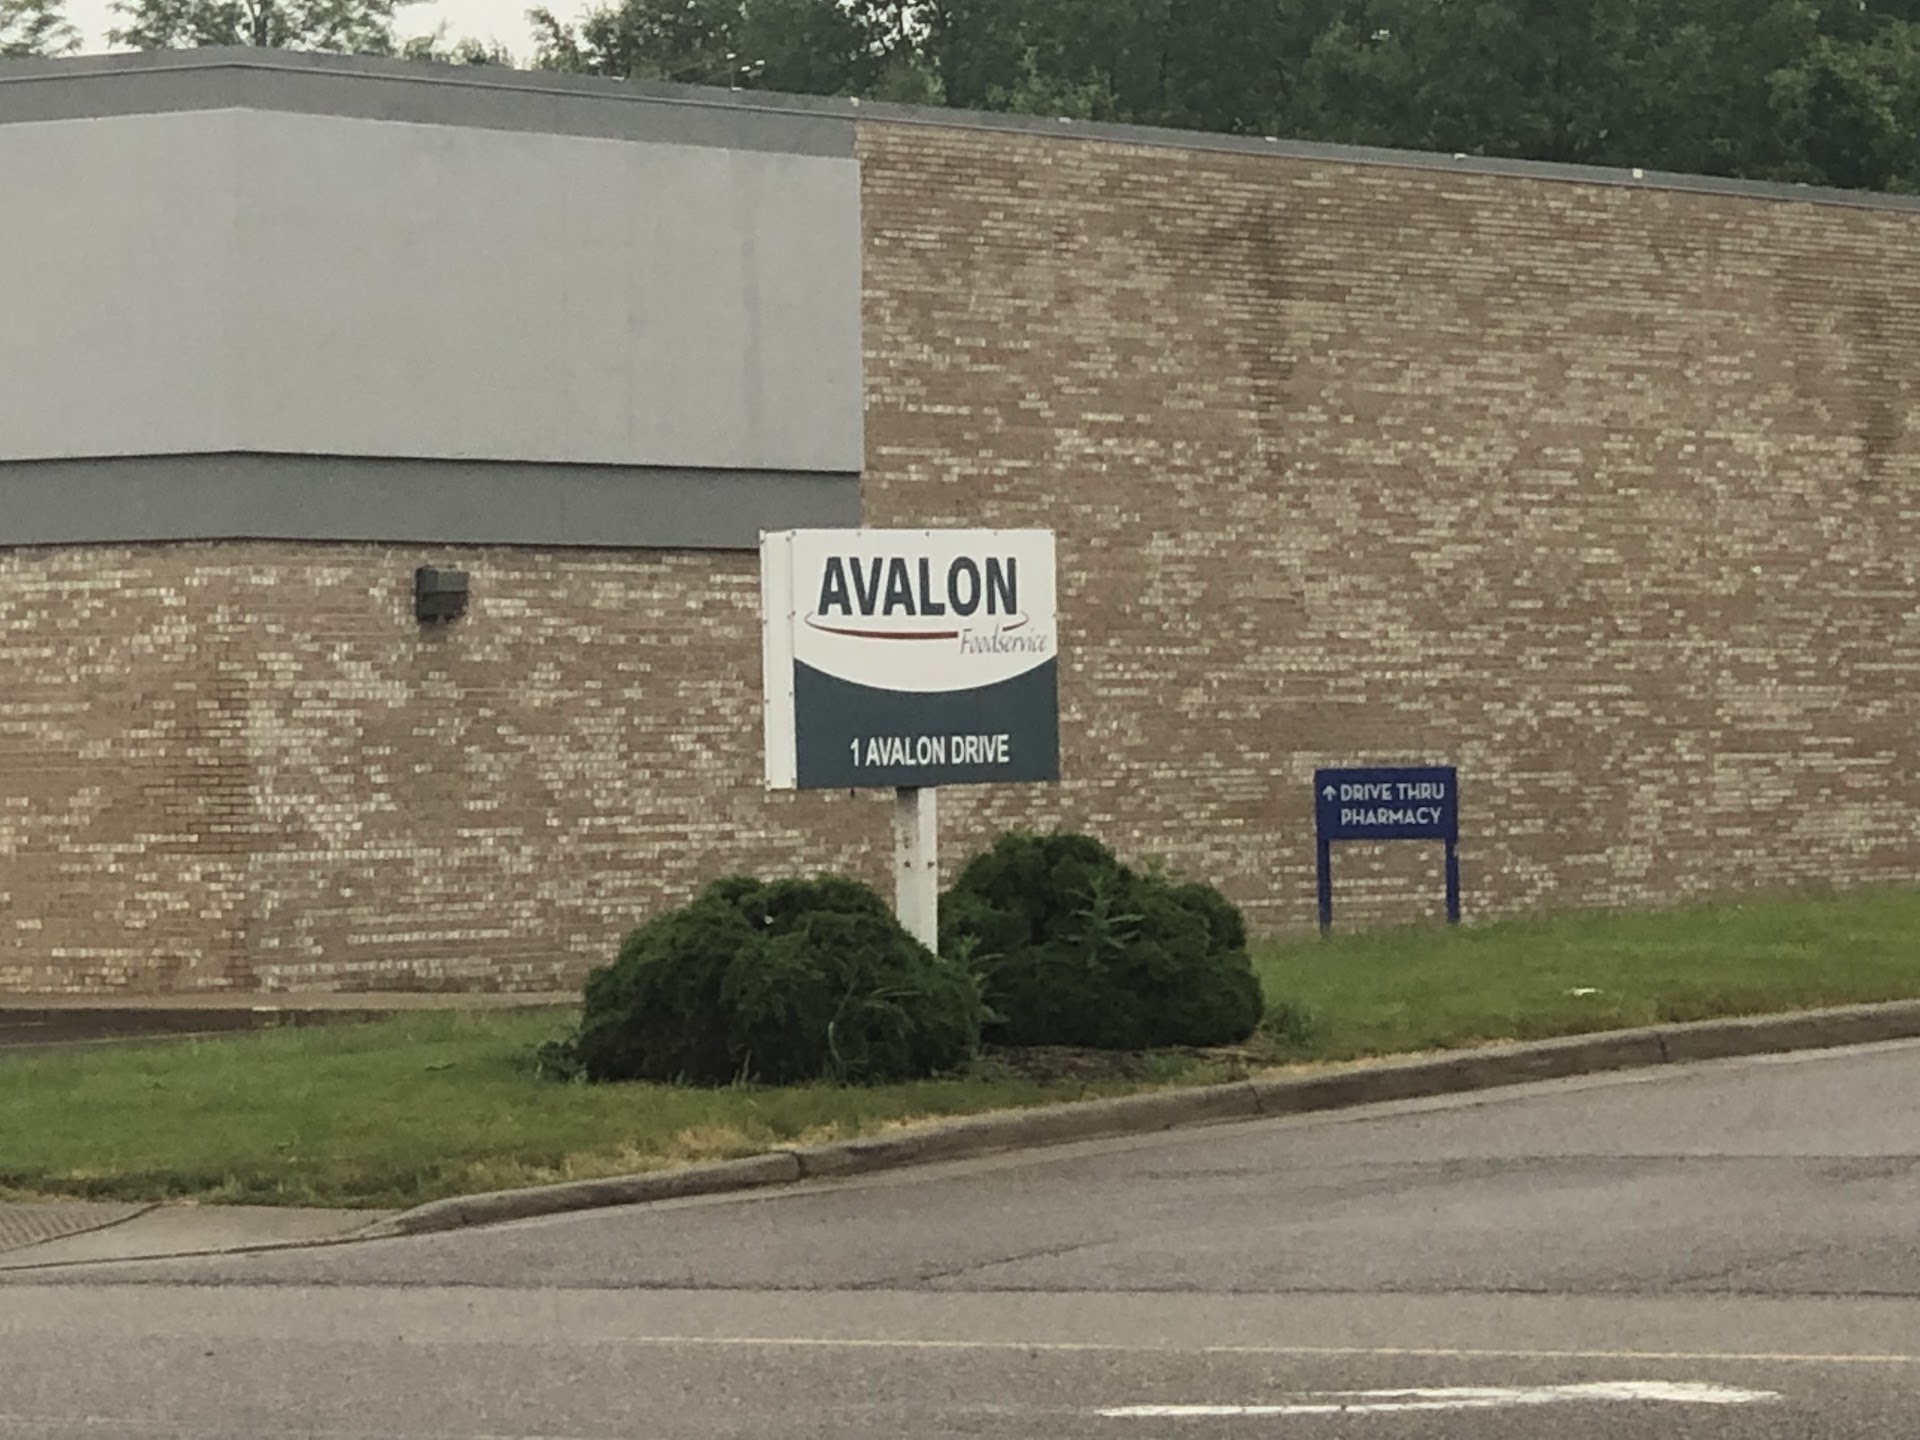 AVALON
Foodservice
1 AVALON DRIVE
↑ DRIVE THRU
PHARMACY